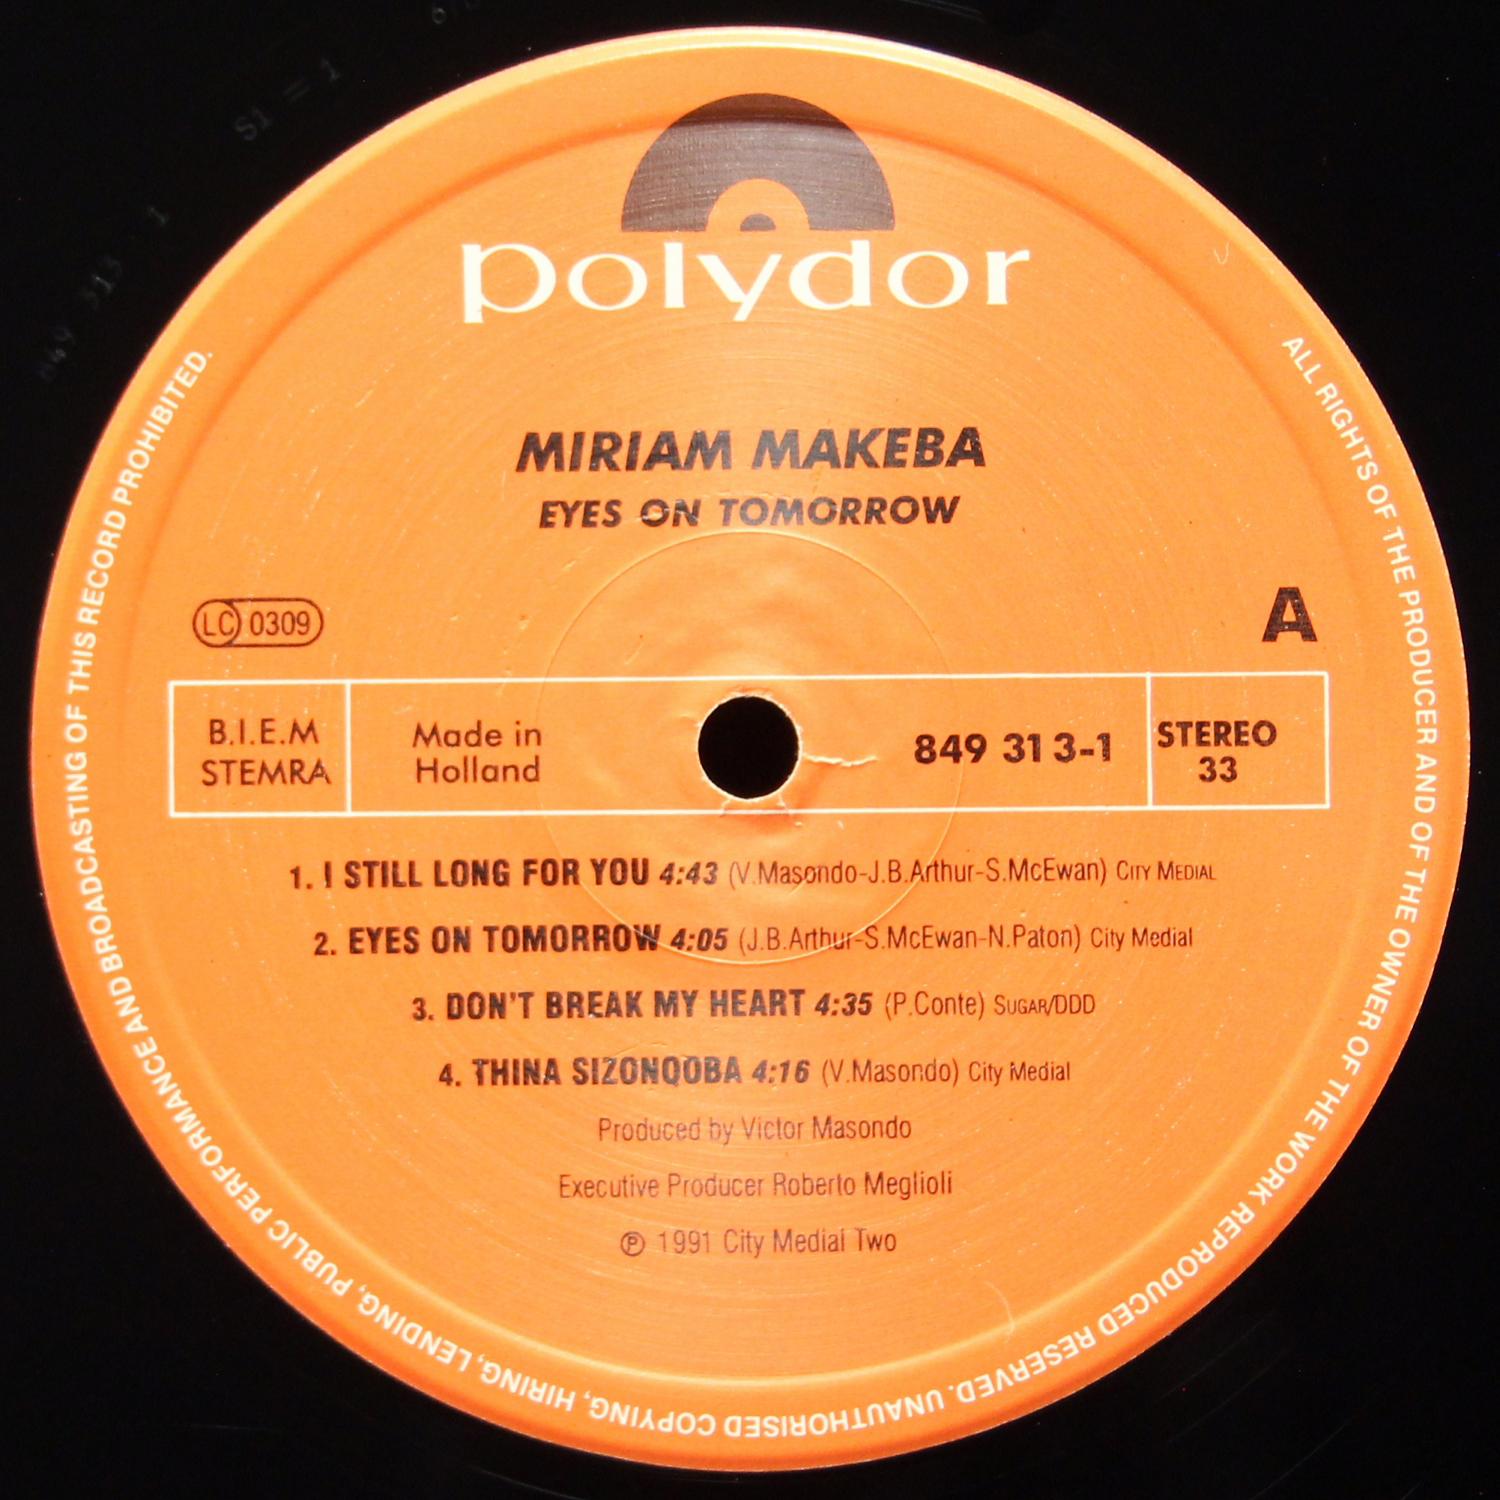 polydor
MIRIAM MAKEBA
EYES ON TOMORROW
LC 0309
A
B.I.E.M
STEMRA
Made in
Holland
849 313-1
STEREO
33
1. I STILL LONG FOR YOU 4:43 (V.Masondo-J.B.Arthur-S.McEwan) CITY MEDIAL
2. EYES ON TOMORROW 4:05 (J.B.Arthur-S.McEwan-N.Paton) City Medial
3. DON'T BREAK MY HEART 4:35 (P.Conte) SUGAR/DDD
4. THINA SIZONQOBA 4:16 (V.Masondo) City Medial
Produced by Victor Masondo
Executive Producer Roberto Meglioli
℗ 1991 City Medial Two
ALL RIGHTS OF THE PRODUCER AND OF THE OWNER OF THE WORK REPRODUCED RESERVED. UNAUTHORISED COPYING, HIRING, LENDING, PUBLIC PERFORMANCE AND BROADCASTING OF THIS RECORD PROHIBITED.
S1 = 1